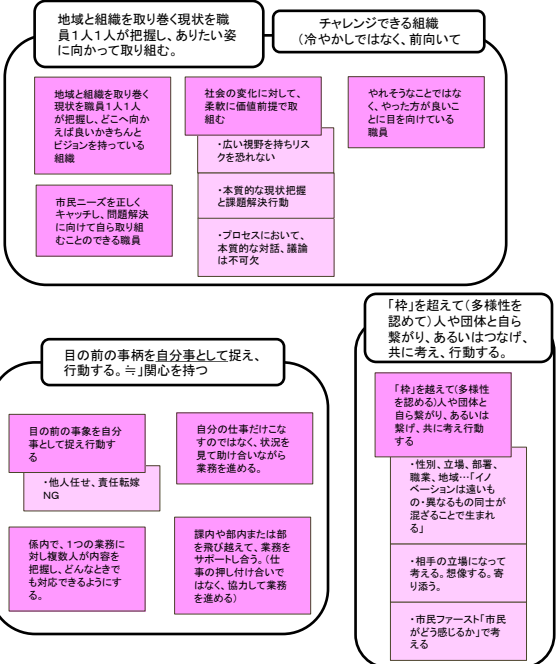 地域と組織を取り巻く現状を職
員1人1人が把握し、ありたい姿
に向かって取り組む。
チャレンジできる組織
(冷やかしではなく、前向いて
地域と組織を取り巻く
現状を職員1人1人
が把握し、どこへ向か
えば良いかきちんと
ビジョンを持っている
組織
社会の変化に対して、
柔軟に価値前提で取
組む
・広い視野を持ちリス
クを恐れない
・本質的な現状把握
と課題解決行動
・プロセスにおいて、
本質的な対話、議論
は不可欠
やれそうなことではな
く、やった方が良いこ
とに目を向けている
職員
市民ニーズを正しく
キャッチし、問題解決
に向けて自ら取り組
むことのできる職員
目の前の事柄を自分事として捉え、
行動する。≒」関心を持つ
目の前の事象を自分
事として捉え行動す
る
・他人任せ、責任転嫁
NG
自分の仕事だけこな
すのではなく、状況を
見て助け合いながら
業務を進める。
係内で、1つの業務に
対し複数人が内容を
把握し、どんなときで
も対応できるようにす
る。
課内や部内または部
を飛び越えて、業務を
サポートし合う。(仕
事の押し付け合いで
はなく、協力して業務
を進める)
「枠」を超えて(多様性を
認めて)人や団体と自ら
繋がり、あるいはつなげ、
共に考え、行動する。
「枠」を越えて(多様性
を認める)人や団体と
自ら繋がり、あるいは
繋げ、共に考え行動
する
・性別、立場、部署、
職業、地域…「イノ
ベーションは遠いも
の・異なるもの同士が
混ざることで生まれ
る」
・相手の立場になって
考える。想像する。寄
り添う。
・市民ファースト「市民
がどう感じるか」で考
える